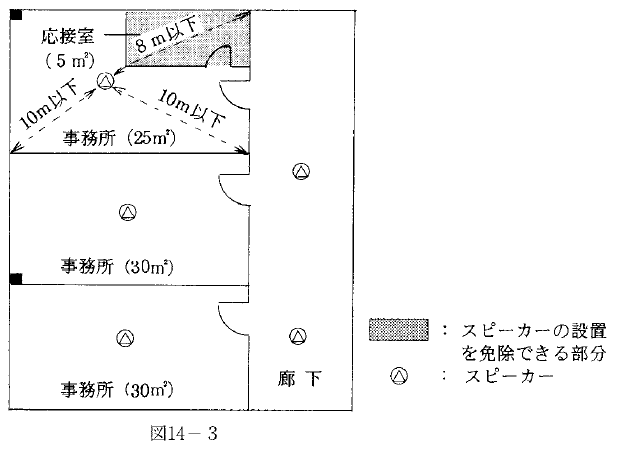 応接室
(5㎡)
8m以下
10m以下
10m以下
事務所 (25㎡)
事務所 (30㎡)
事務所 (30㎡)
廊下
：スピーカーの設置
を免除できる部分
：スピーカー
図14－3